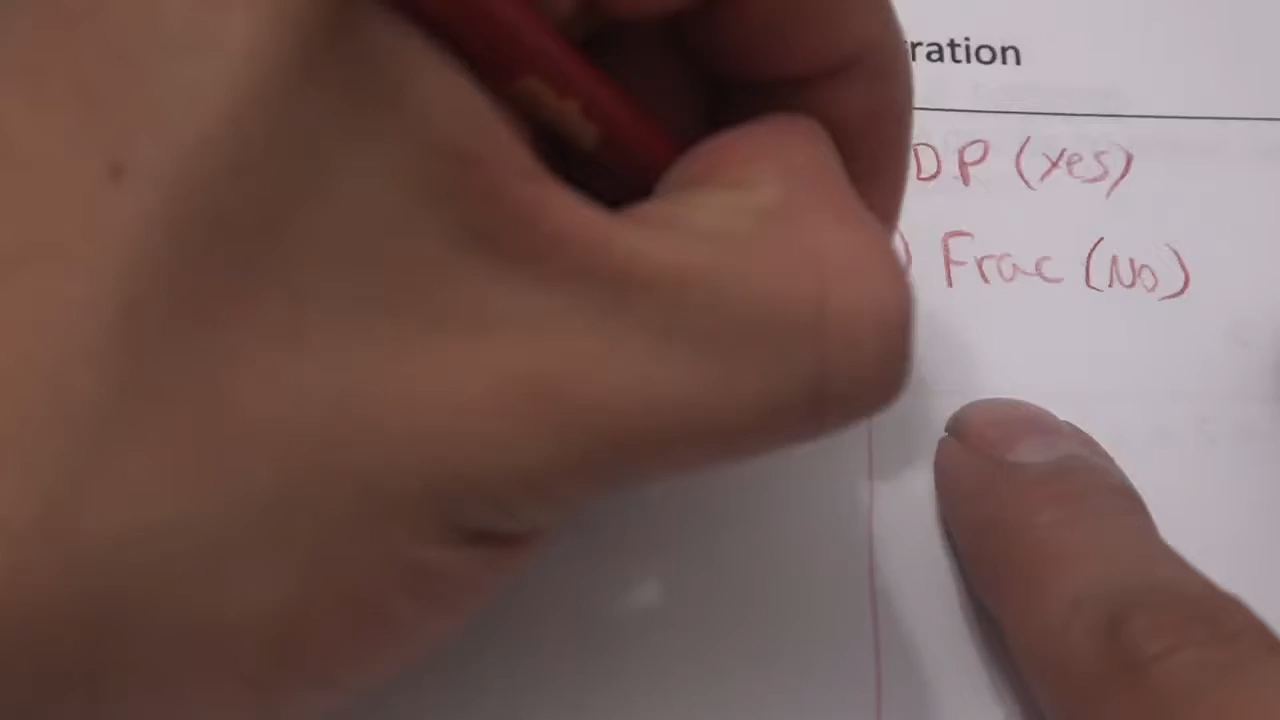 ration
DP (yes)
) Frac (No)